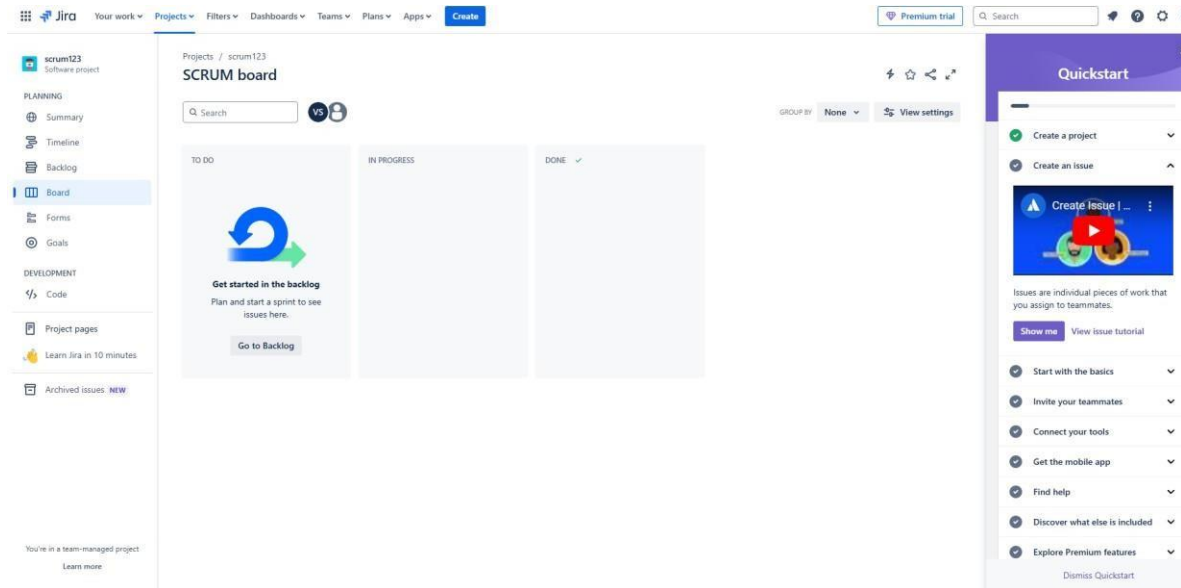 Jira Your work Projects Filters Dashboards Teams Plans Apps Create Premium trial Search
scrum123
Software project
PLANNING
Summary
Timeline
Backlog
Board
Forms
Goals
DEVELOPMENT
Code
Project pages
Learn Jira in 10 minutes
Archived issues NEW
You're in a team-managed project
Learn more
Projects / scrum123
SCRUM board
Search VS GROUP BY None View settings
TO DO IN PROGRESS DONE
Get started in the backlog
Plan and start a sprint to see
issues here.
Go to Backlog
Quickstart
Create a project
Create an issue
Create Issue | ...
Issues are individual pieces of work that
you assign to teammates.
Show me View issue tutorial
Start with the basics
Invite your teammates
Connect your tools
Get the mobile app
Find help
Discover what else is included
Explore Premium features
Dismiss Quickstart